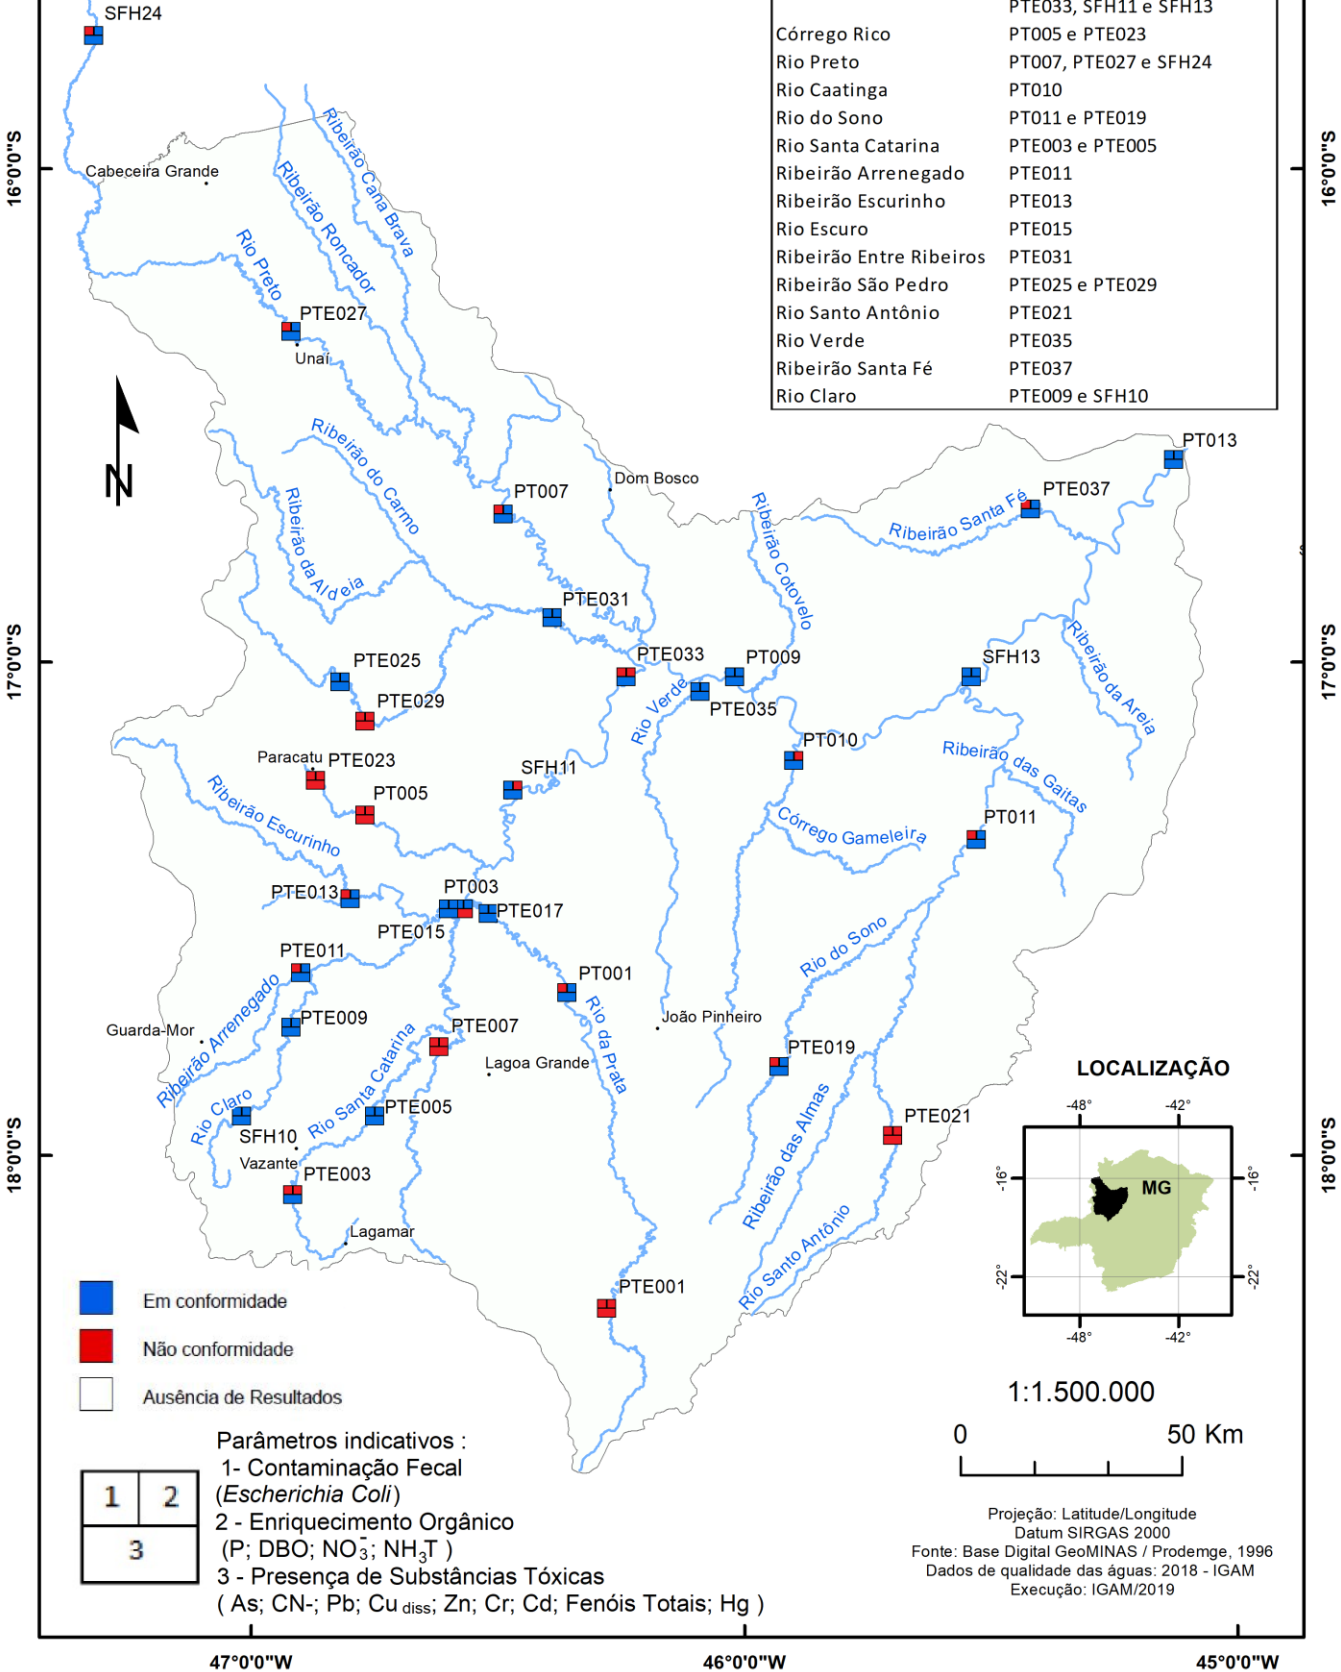 PTE033, SFH11 e SFH13
Córrego Rico PT005 e PTE023
Rio Preto PT007, PTE027 e SFH24
Rio Caatinga PT010
Rio do Sono PT011 e PTE019
Rio Santa Catarina PTE003 e PTE005
Ribeirão Arrenegado PTE011
Ribeirão Escurinho PTE013
Rio Escuro PTE015
Ribeirão Entre Ribeiros PTE031
Ribeirão São Pedro PTE025 e PTE029
Rio Santo Antônio PTE021
Rio Verde PTE035
Ribeirão Santa Fé PTE037
Rio Claro PTE009 e SFH10
SFH24
16°0'0"S
16°0'0"S
Cabeceira Grande
Ribeirão Cana Brava
Ribeirão Roncador
Rio Preto
PTE027
Unaí
N
Ribeirão do Carmo
Ribeirão da Aldeia
PT007
Dom Bosco
PT013
PTE037
Ribeirão Santa Fé
Ribeirão Cotovelo
PTE031
17°0'0"S
17°0'0"S
PTE025
PTE029
PTE033
PT009
SFH13
Rio Verde
PTE035
Ribeirão da Areia
Paracatu
PTE023
PT005
SFH11
PT010
Ribeirão das Gaitas
Ribeirão Escurinho
Córrego Gameleira
PT011
PTE013
PT003
PTE017
PTE015
Rio do Sono
PTE011
PT001
Ribeirão Arrenegado
PTE009
Guarda-Mor
PTE007
Rio da Prata
João Pinheiro
Lagoa Grande
PTE019
Rio Claro
Rio Santa Catarina
PTE005
Ribeirão das Almas
PTE021
SFH10
Vazante
PTE003
18°0'0"S
18°0'0"S
Lagamar
Rio Santo Antônio
PTE001
LOCALIZAÇÃO
-48 -42
-16° -16°
MG
-22° -22°
-48 -42
Em conformidade
Não conformidade
Ausência de Resultados
1:1.500.000
0 50 Km
Parâmetros indicativos :
1- Contaminação Fecal
(Escherichia Coli)
2 - Enriquecimento Orgânico
(P; DBO; NO₃⁻; NH₃T )
3 - Presença de Substâncias Tóxicas
( As; CN-; Pb; Cu diss; Zn; Cr; Cd; Fenóis Totais; Hg )
1 2
3
Projeção: Latitude/Longitude
Datum SIRGAS 2000
Fonte: Base Digital GeoMINAS / Prodemge, 1996
Dados de qualidade das águas: 2018 - IGAM
Execução: IGAM/2019
47°0'0"W 46°0'0"W 45°0'0"W